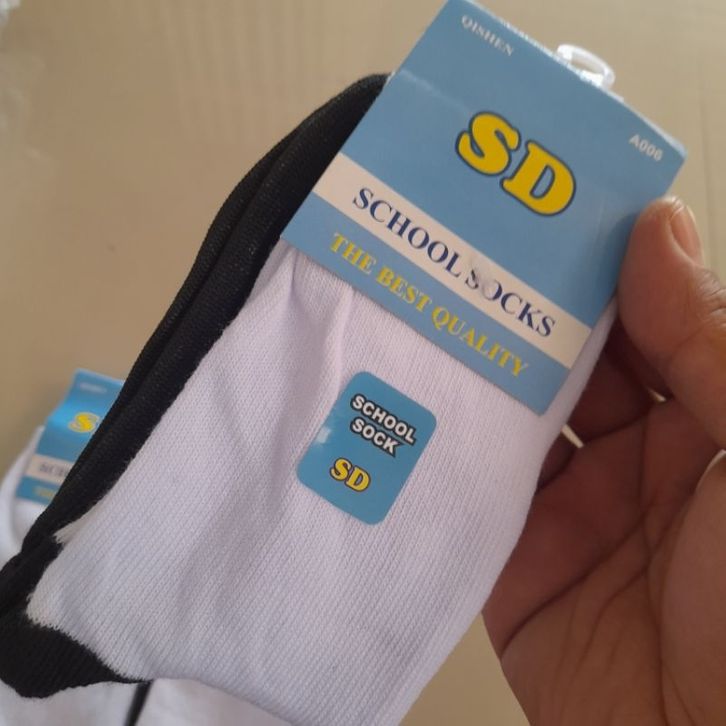 QISHEN
A006
SD
SCHOOL SOCKS
THE BEST QUALITY
SCHOOL
SOCK
SD